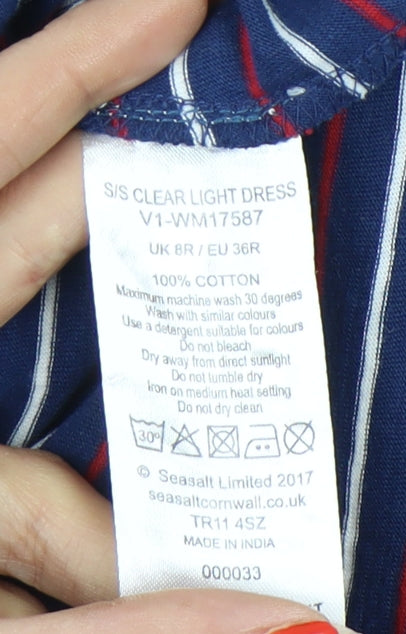 S/S CLEAR LIGHT DRESS
V1-WM17587
UK 8R / EU 36R
100% COTTON
Maximum machine wash 30 degrees
Wash with similar colours
Use a detergent suitable for colours
Do not bleach
Dry away from direct sunlight
Do not tumble dry
Iron on medium heat setting
Do not dry clean
30°
© Seasalt Limited 2017
seasaltcornwall.co.uk
TR11 4SZ
MADE IN INDIA
000033